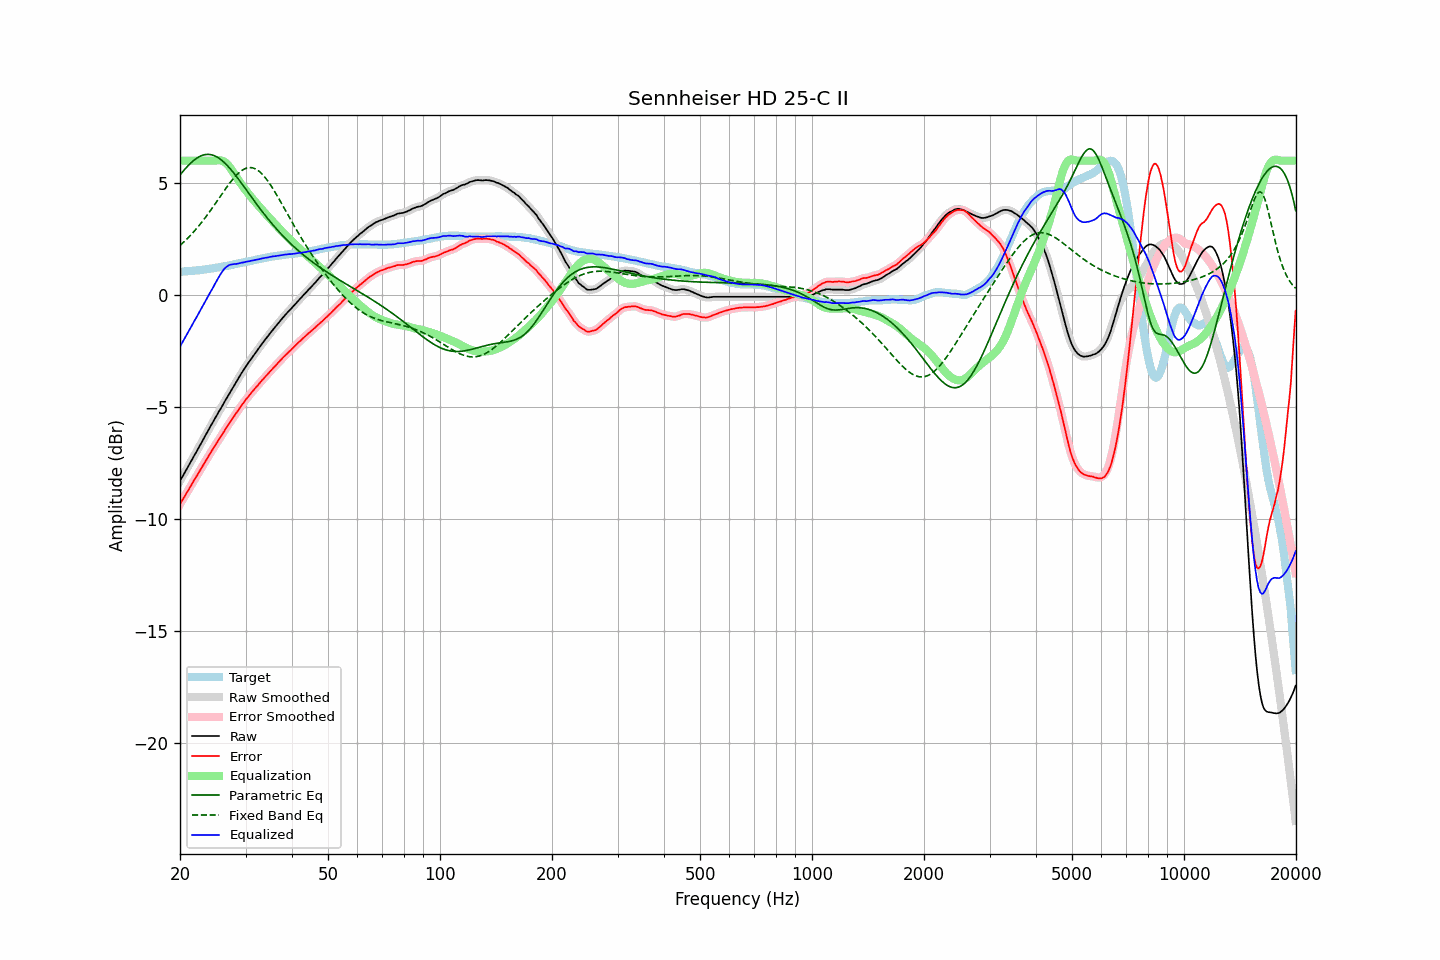 Sennheiser HD 25-C II
Amplitude (dBr)
5
0
−5
−10
−15
−20
Target
Raw Smoothed
Error Smoothed
Raw
Error
Equalization
Parametric Eq
Fixed Band Eq
Equalized
20 50 100 200 500 1000 2000 5000 10000 20000
Frequency (Hz)